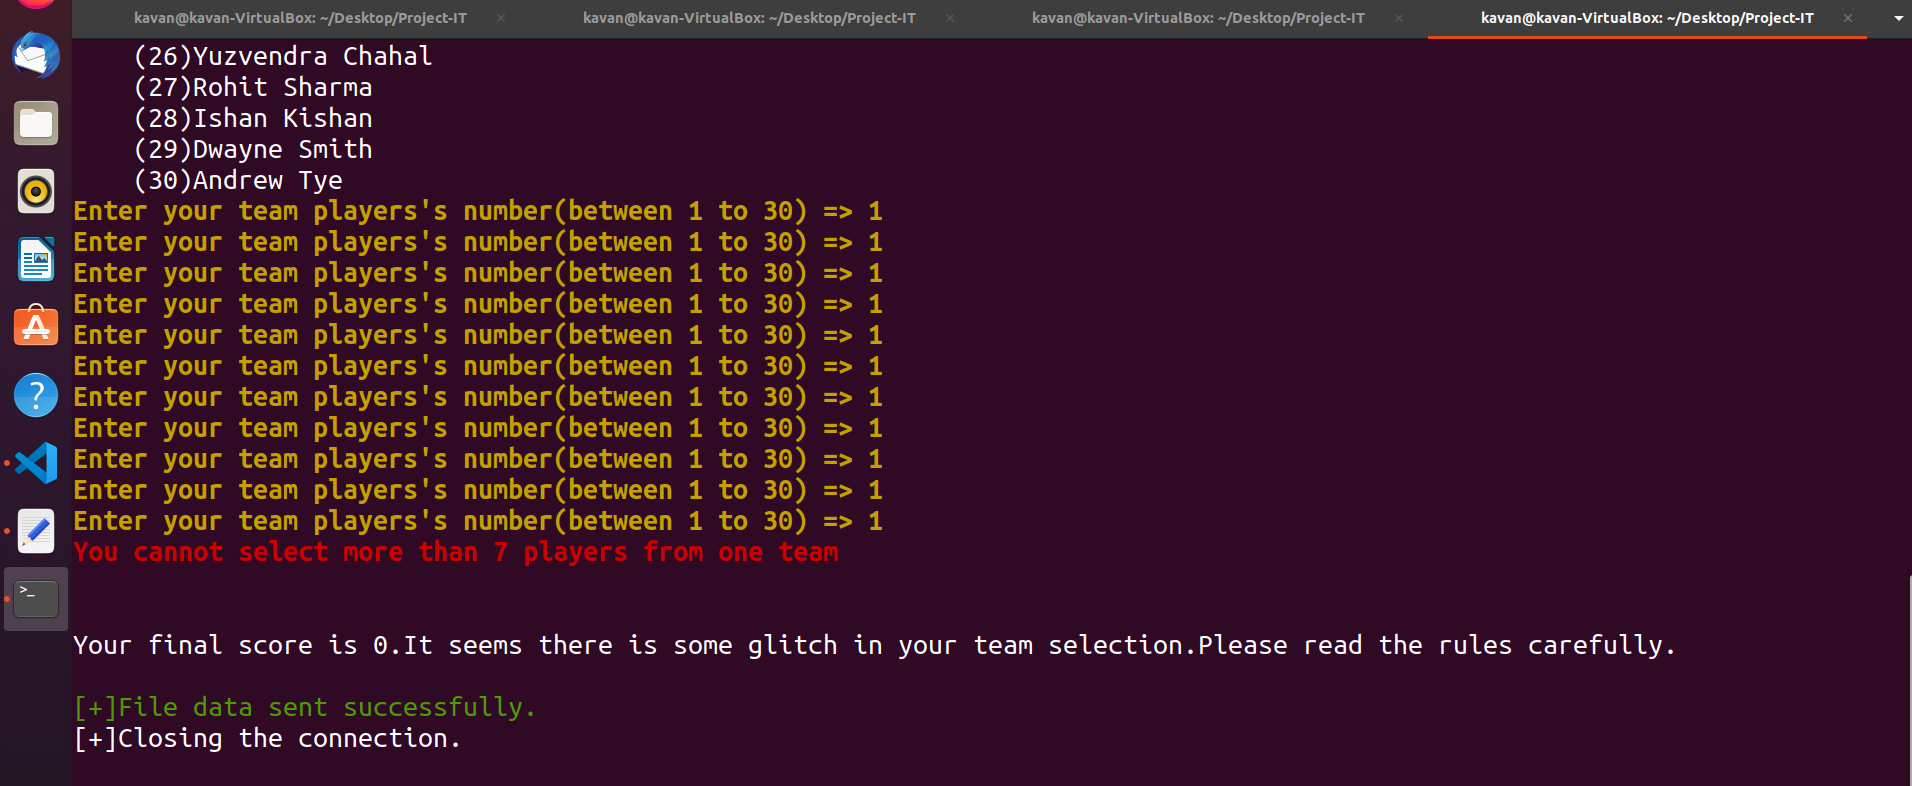 kavan@kavan-VirtualBox: ~/Desktop/Project-IT × kavan@kavan-VirtualBox: ~/Desktop/Project-IT × kavan@kavan-VirtualBox: ~/Desktop/Project-IT × kavan@kavan-VirtualBox: ~/Desktop/Project-IT ×
(26)Yuzvendra Chahal
(27)Rohit Sharma
(28)Ishan Kishan
(29)Dwayne Smith
(30)Andrew Tye
Enter your team players's number(between 1 to 30) => 1
Enter your team players's number(between 1 to 30) => 1
Enter your team players's number(between 1 to 30) => 1
Enter your team players's number(between 1 to 30) => 1
Enter your team players's number(between 1 to 30) => 1
Enter your team players's number(between 1 to 30) => 1
Enter your team players's number(between 1 to 30) => 1
Enter your team players's number(between 1 to 30) => 1
Enter your team players's number(between 1 to 30) => 1
Enter your team players's number(between 1 to 30) => 1
Enter your team players's number(between 1 to 30) => 1
You cannot select more than 7 players from one team
Your final score is 0.It seems there is some glitch in your team selection.Please read the rules carefully.
[+]File data sent successfully.
[+]Closing the connection.